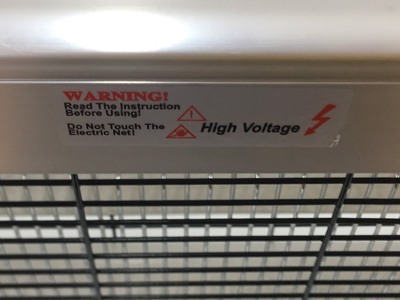 WARNING!
Read The Instruction
Before Using!
Do Not Touch The
Electric Net!
High Voltage